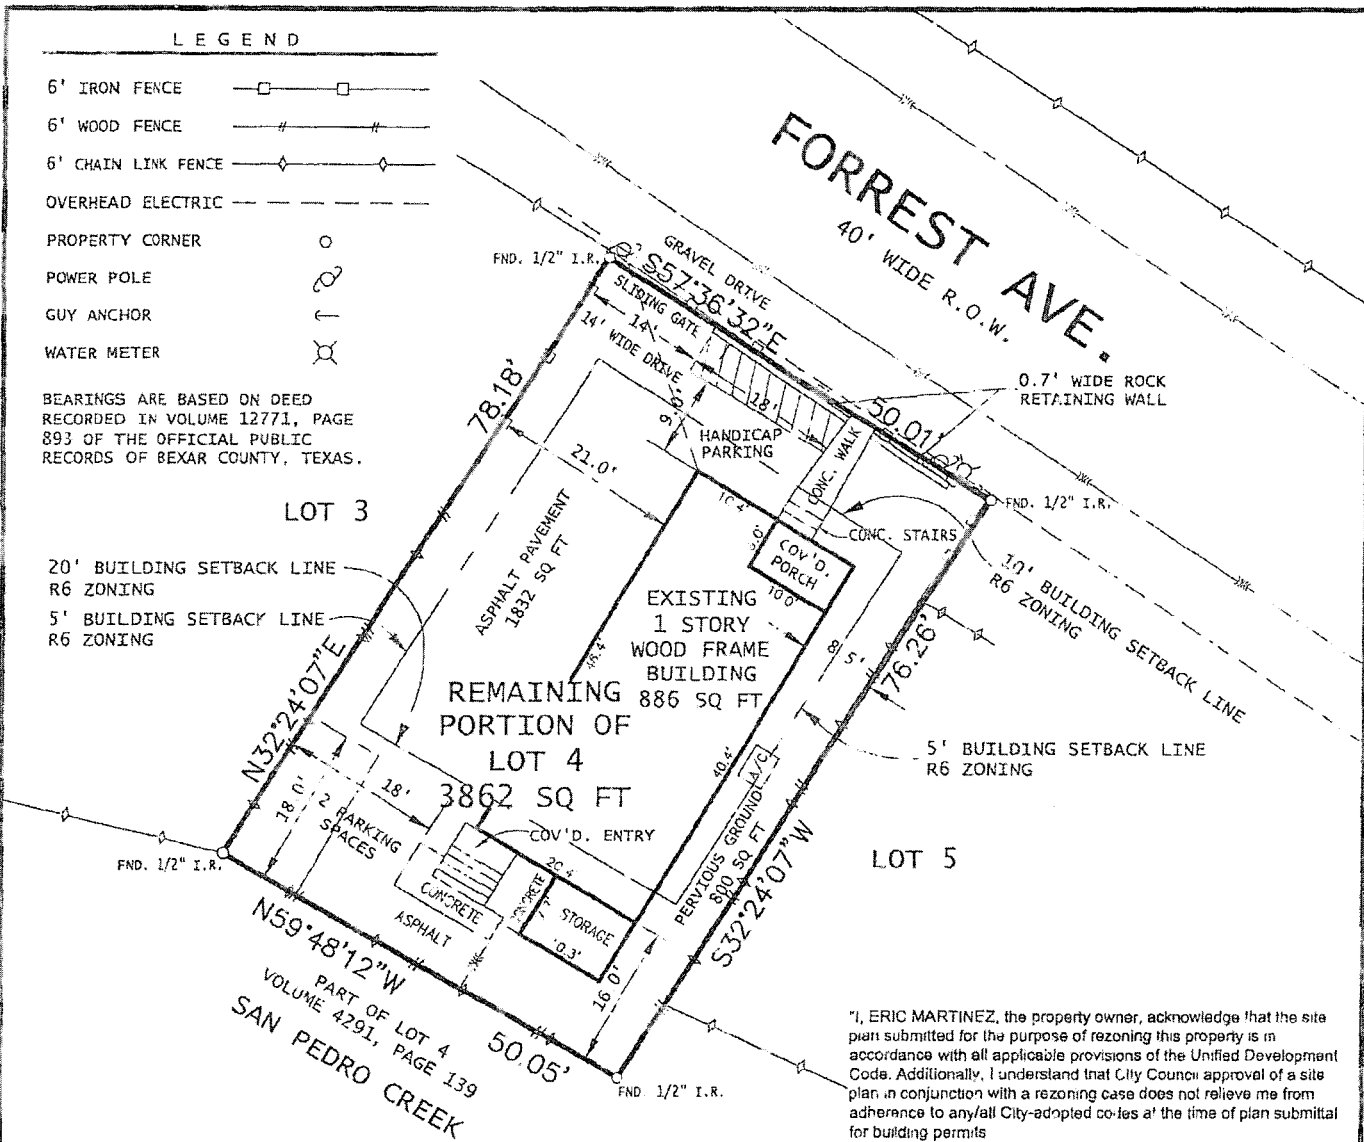 LEGEND
6' IRON FENCE
6' WOOD FENCE
6' CHAIN LINK FENCE
OVERHEAD ELECTRIC
PROPERTY CORNER
POWER POLE
GUY ANCHOR
WATER METER
BEARINGS ARE BASED ON DEED
RECORDED IN VOLUME 12771, PAGE
893 OF THE OFFICIAL PUBLIC
RECORDS OF BEXAR COUNTY, TEXAS.
FORREST AVE.
40' WIDE R.O.W.
FND. 1/2" I.R.
GRAVEL DRIVE
S57°36'32"E
50.01'
SLIDING GATE
14'
14' WIDE DRIVE
18'
HANDICAP
PARKING
CONC. WALK
0.7' WIDE ROCK
RETAINING WALL
FND. 1/2" I.R.
CONC. STAIRS
10' BUILDING SETBACK LINE
R6 ZONING
78.18'
N32°24'07"E
21.0'
LOT 3
20' BUILDING SETBACK LINE
R6 ZONING
5' BUILDING SETBACK LINE
R6 ZONING
ASPHALT PAVEMENT
1832 SQ FT
COV'D.
PORCH
10.0'
EXISTING
1 STORY
WOOD FRAME
BUILDING
886 SQ FT
46.4'
8.5'
76.26'
S32°24'07"W
REMAINING
PORTION OF
LOT 4
3862 SQ FT
40.4'
A/C
5' BUILDING SETBACK LINE
R6 ZONING
PERVIOUS GROUND
800 SQ FT
LOT 5
18'
18.0'
2 PARKING
SPACES
COV'D. ENTRY
CONCRETE
ASPHALT
CONCRETE
STORAGE
16.0'
FND. 1/2" I.R.
N59°48'12"W
50.05'
PART OF LOT 4
VOLUME 4291, PAGE 139
SAN PEDRO CREEK
FND. 1/2" I.R.
"I, ERIC MARTINEZ, the property owner, acknowledge that the site
plan submitted for the purpose of rezoning this property is in
accordance with all applicable provisions of the Unified Development
Code. Additionally, I understand that City Council approval of a site
plan in conjunction with a rezoning case does not relieve me from
adherence to any/all City-adopted codes at the time of plan submittal
for building permits